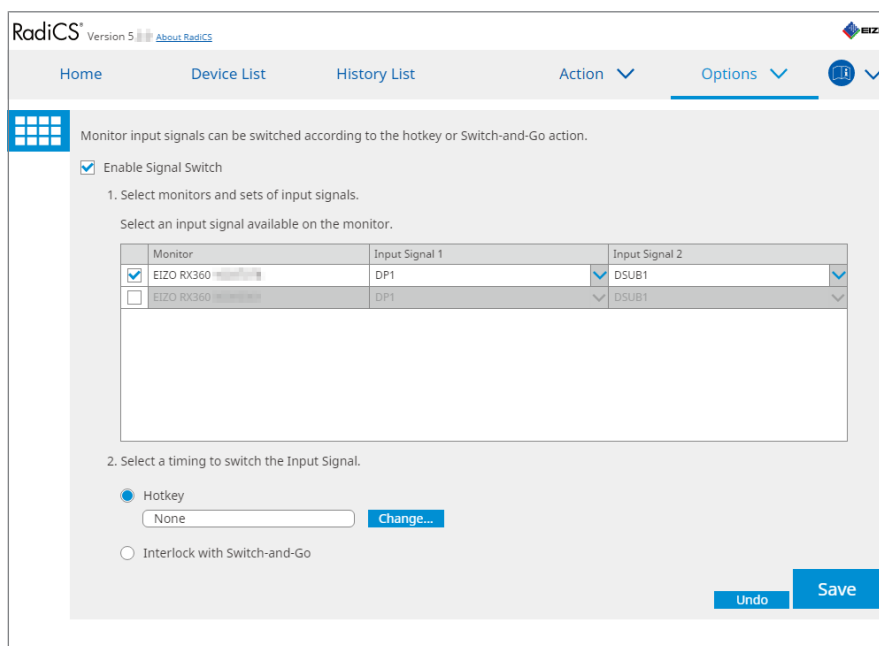 RadiCS® Version 5. About RadiCS EIZ
Home Device List History List Action Options
Monitor input signals can be switched according to the hotkey or Switch-and-Go action.
Enable Signal Switch
1. Select monitors and sets of input signals.
Select an input signal available on the monitor.
Monitor Input Signal 1 Input Signal 2
EIZO RX360 DP1 DSUB1
EIZO RX360 DP1 DSUB1
2. Select a timing to switch the Input Signal.
Hotkey
None Change...
Interlock with Switch-and-Go
Undo Save